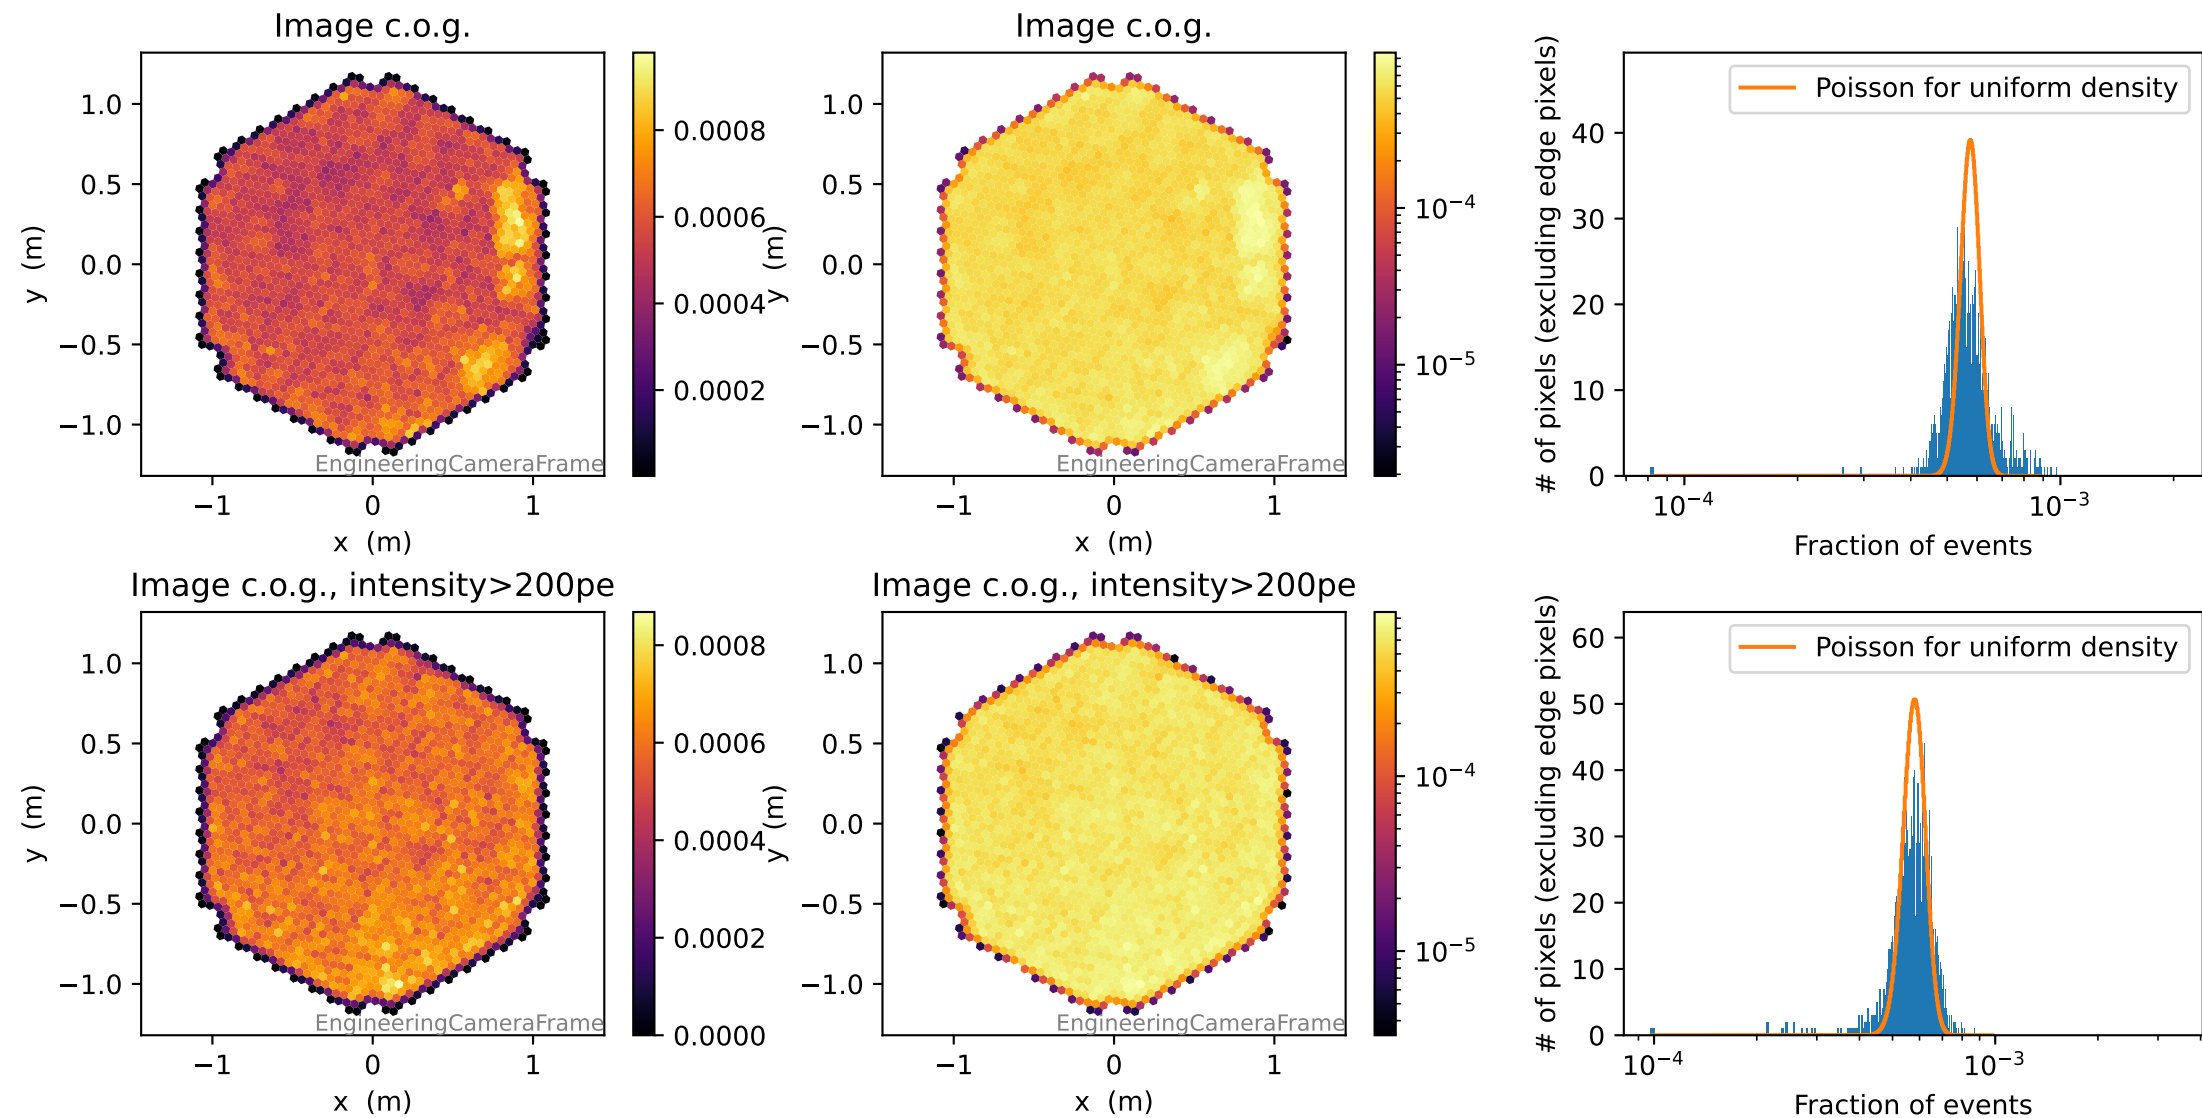 Image c.o.g.
1.0
0.5
0.0
−0.5
−1.0
y (m)
−1
0
1
x (m)
EngineeringCameraFrame
0.0008
0.0006
0.0004
0.0002
Image c.o.g.
1.0
0.5
0.0
−0.5
−1.0
y (m)
−1
0
1
x (m)
EngineeringCameraFrame
10⁻⁴
10⁻⁵
Poisson for uniform density
# of pixels (excluding edge pixels)
40
30
20
10
0
10⁻⁴
10⁻³
Fraction of events
Image c.o.g., intensity>200pe
1.0
0.5
0.0
−0.5
−1.0
y (m)
−1
0
1
x (m)
EngineeringCameraFrame
0.0008
0.0006
0.0004
0.0002
0.0000
Image c.o.g., intensity>200pe
1.0
0.5
0.0
−0.5
−1.0
y (m)
−1
0
1
x (m)
EngineeringCameraFrame
10⁻⁴
10⁻⁵
Poisson for uniform density
# of pixels (excluding edge pixels)
60
50
40
30
20
10
0
10⁻⁴
10⁻³
Fraction of events